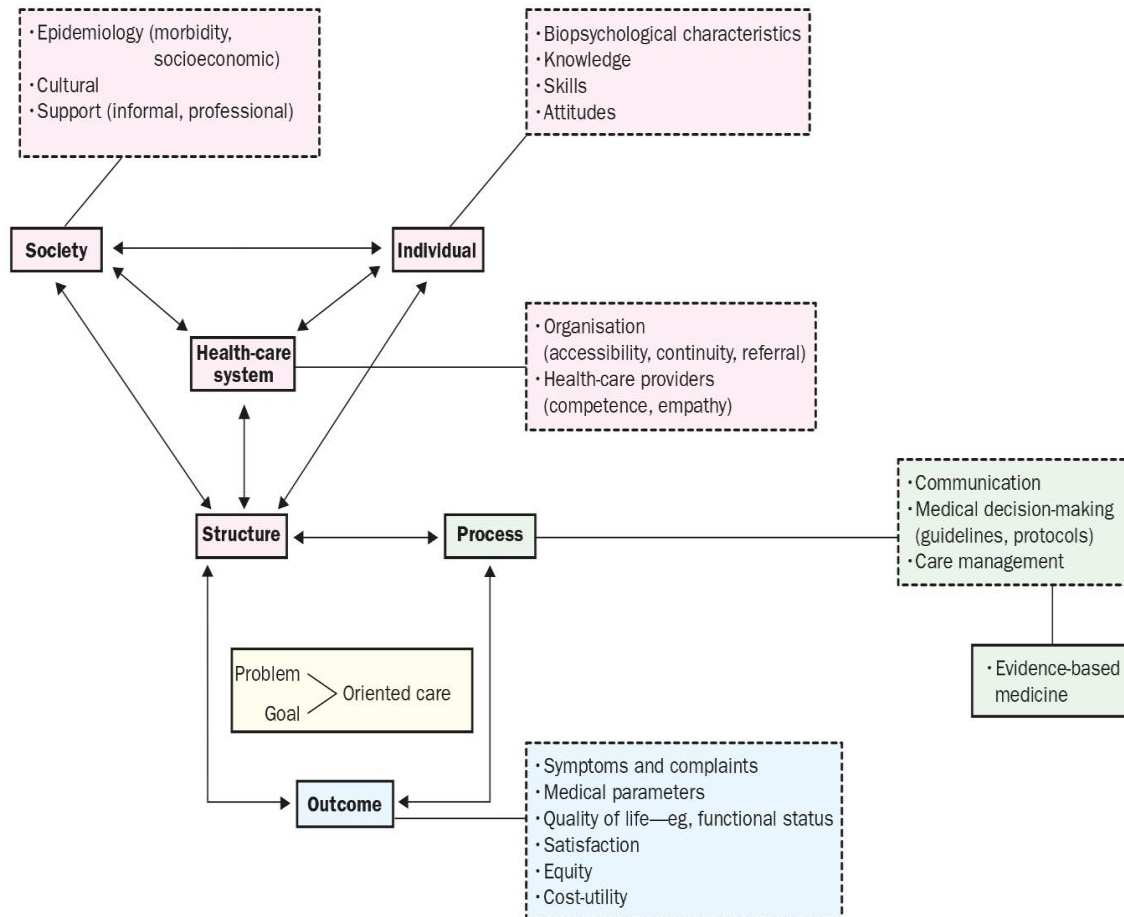 · Epidemiology (morbidity,
socioeconomic)
· Cultural
· Support (informal, professional)
· Biopsychological characteristics
· Knowledge
· Skills
· Attitudes
Society
Individual
Health-care
system
· Organisation
(accessibility, continuity, referral)
· Health-care providers
(competence, empathy)
Structure
Process
· Communication
· Medical decision-making
(guidelines, protocols)
· Care management
· Evidence-based
medicine
Problem
Goal
Oriented care
Outcome
· Symptoms and complaints
· Medical parameters
· Quality of life—eg, functional status
· Satisfaction
· Equity
· Cost-utility